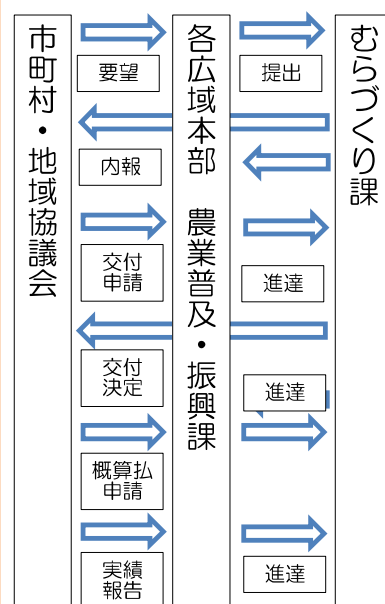 市町村・地域協議会
各広域本部　農業普及・振興課
むらづくり課
要望
提出
内報
交付
申請
進達
交付
決定
進達
概算払
申請
実績
報告
進達